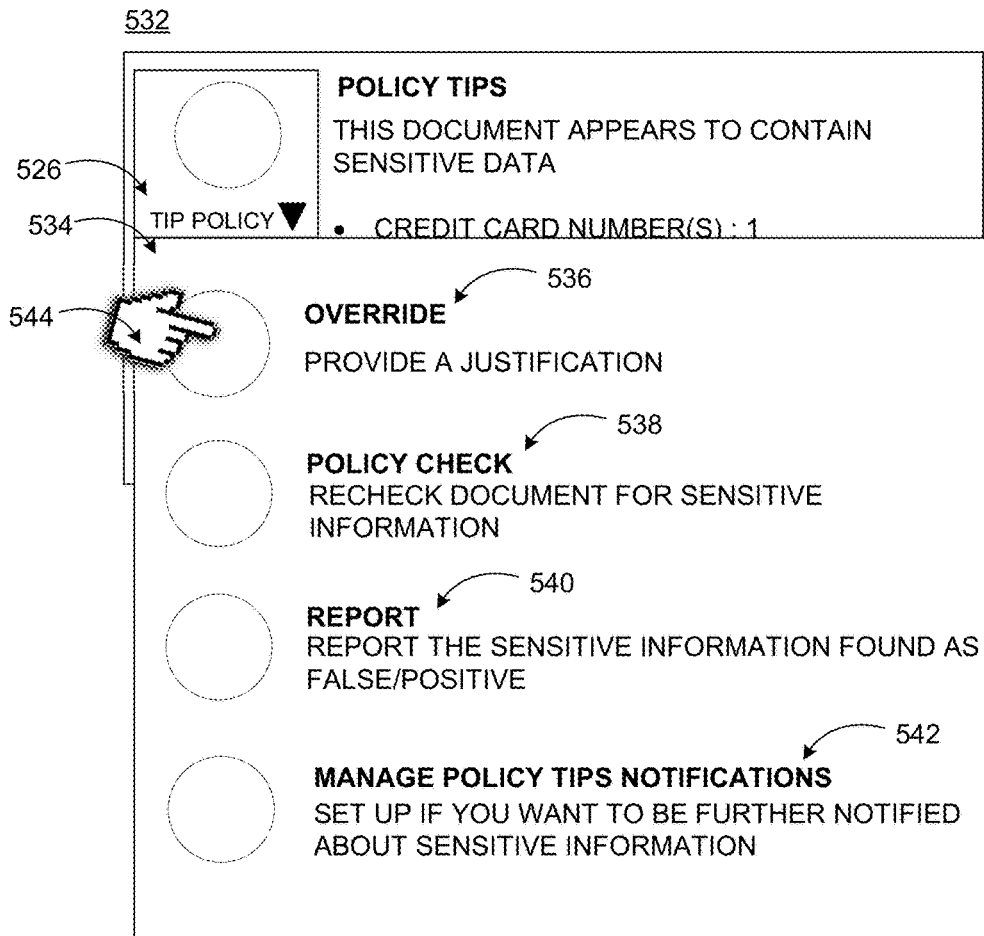 532
POLICY TIPS
THIS DOCUMENT APPEARS TO CONTAIN
SENSITIVE DATA
526
TIP POLICY
534
• CREDIT CARD NUMBER(S) : 1
536
OVERRIDE
544
PROVIDE A JUSTIFICATION
538
POLICY CHECK
RECHECK DOCUMENT FOR SENSITIVE
INFORMATION
540
REPORT
REPORT THE SENSITIVE INFORMATION FOUND AS
FALSE/POSITIVE
542
MANAGE POLICY TIPS NOTIFICATIONS
SET UP IF YOU WANT TO BE FURTHER NOTIFIED
ABOUT SENSITIVE INFORMATION